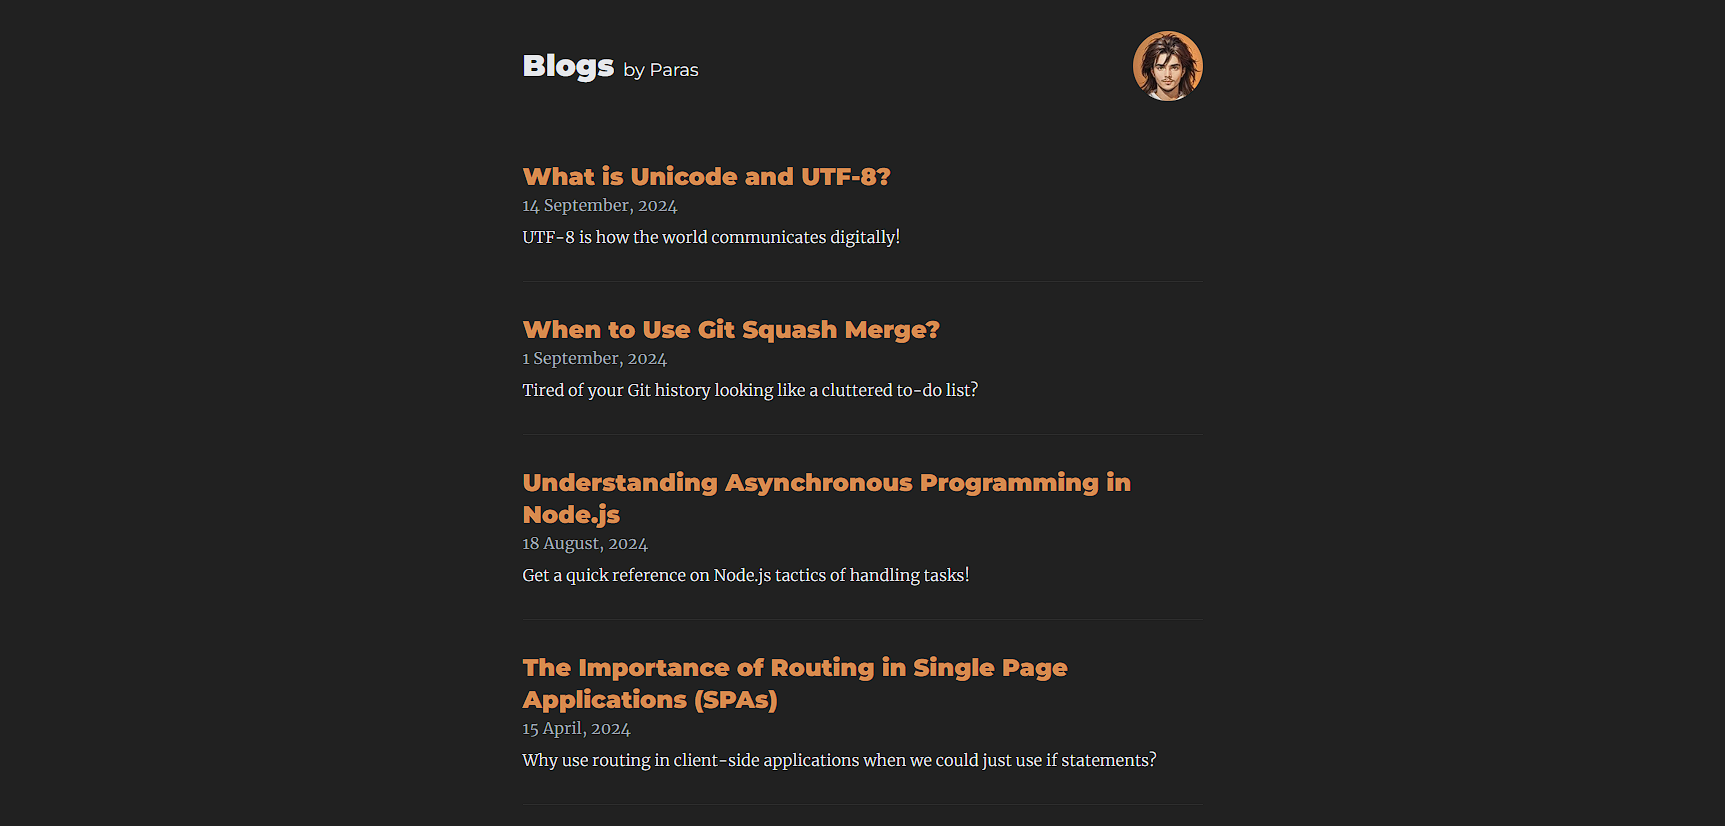 Blogs by Paras
What is Unicode and UTF-8?
14 September, 2024
UTF-8 is how the world communicates digitally!
When to Use Git Squash Merge?
1 September, 2024
Tired of your Git history looking like a cluttered to-do list?
Understanding Asynchronous Programming in
Node.js
18 August, 2024
Get a quick reference on Node.js tactics of handling tasks!
The Importance of Routing in Single Page
Applications (SPAs)
15 April, 2024
Why use routing in client-side applications when we could just use if statements?